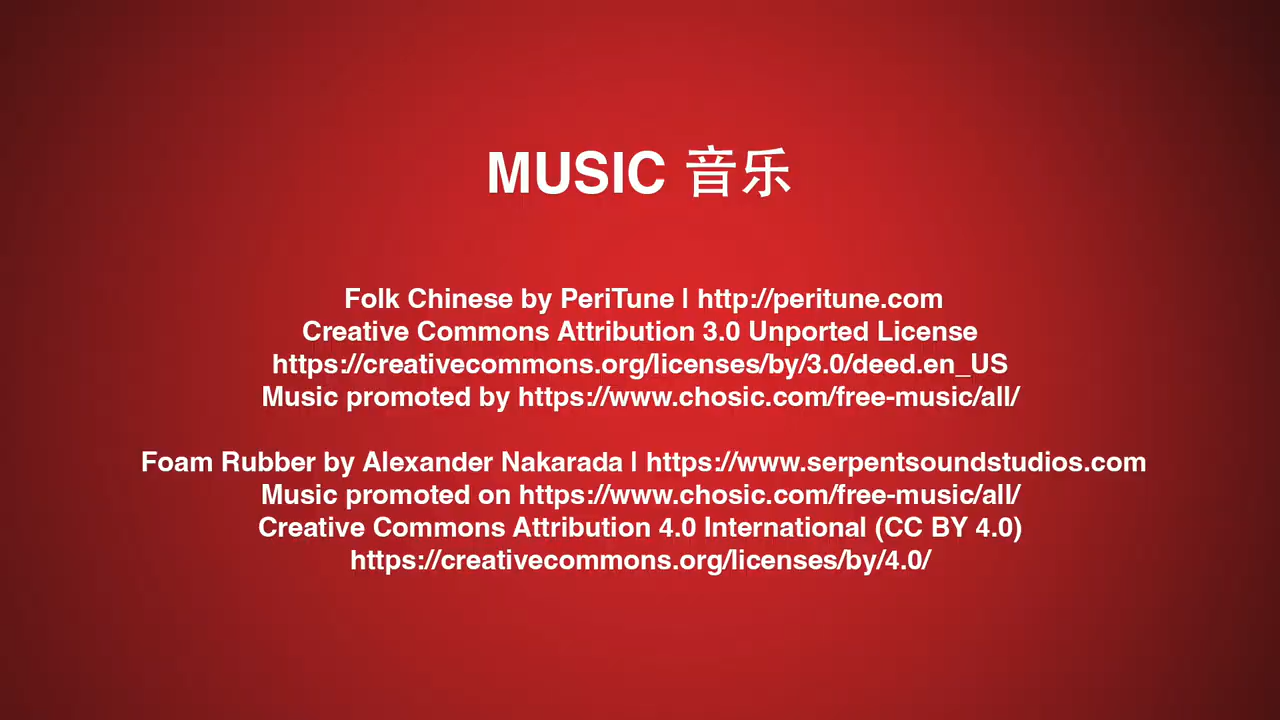 MUSIC 音乐
Folk Chinese by PeriTune | http://peritune.com
Creative Commons Attribution 3.0 Unported License
https://creativecommons.org/licenses/by/3.0/deed.en_US
Music promoted by https://www.chosic.com/free-music/all/
Foam Rubber by Alexander Nakarada | https://www.serpentsoundstudios.com
Music promoted on https://www.chosic.com/free-music/all/
Creative Commons Attribution 4.0 International (CC BY 4.0)
https://creativecommons.org/licenses/by/4.0/